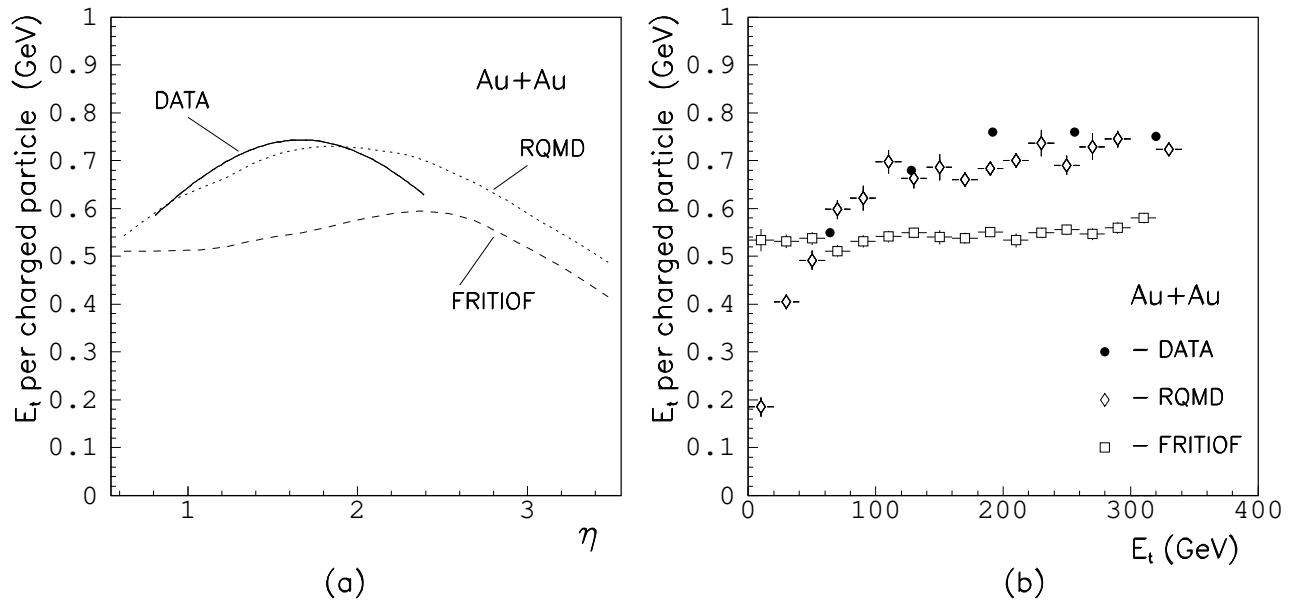 E_t per charged particle (GeV)
1
0.9
0.8
0.7
0.6
0.5
0.4
0.3
0.2
0.1
0
Au+Au
DATA
RQMD
FRITIOF
1 2 3
η
(a)
E_t per charged particle (GeV)
1
0.9
0.8
0.7
0.6
0.5
0.4
0.3
0.2
0.1
0
Au+Au
– DATA
– RQMD
– FRITIOF
0 100 200 300 400
E_t (GeV)
(b)